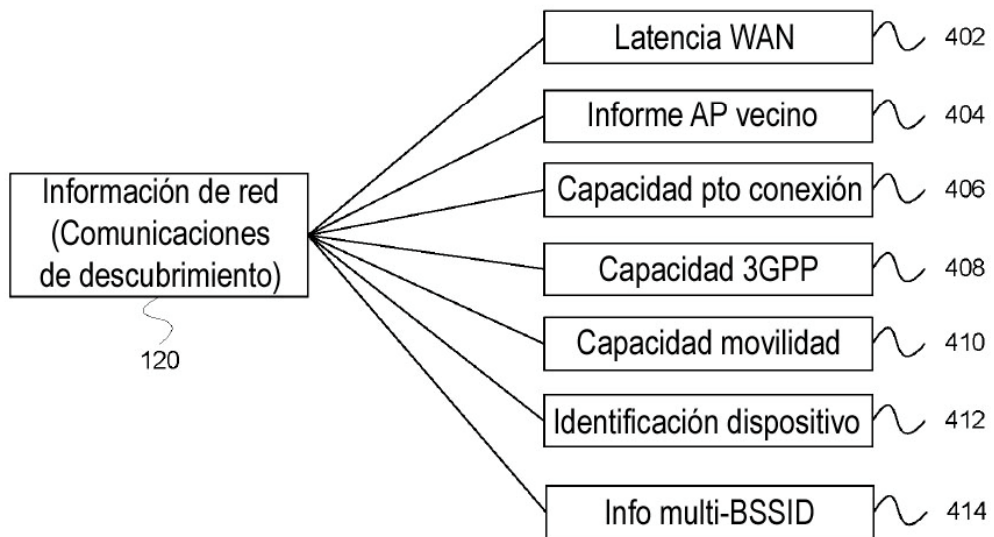 Latencia WAN
402
Informe AP vecino
404
Capacidad pto conexión
406
Información de red
(Comunicaciones
de descubrimiento)
120
Capacidad 3GPP
408
Capacidad movilidad
410
Identificación dispositivo
412
Info multi-BSSID
414